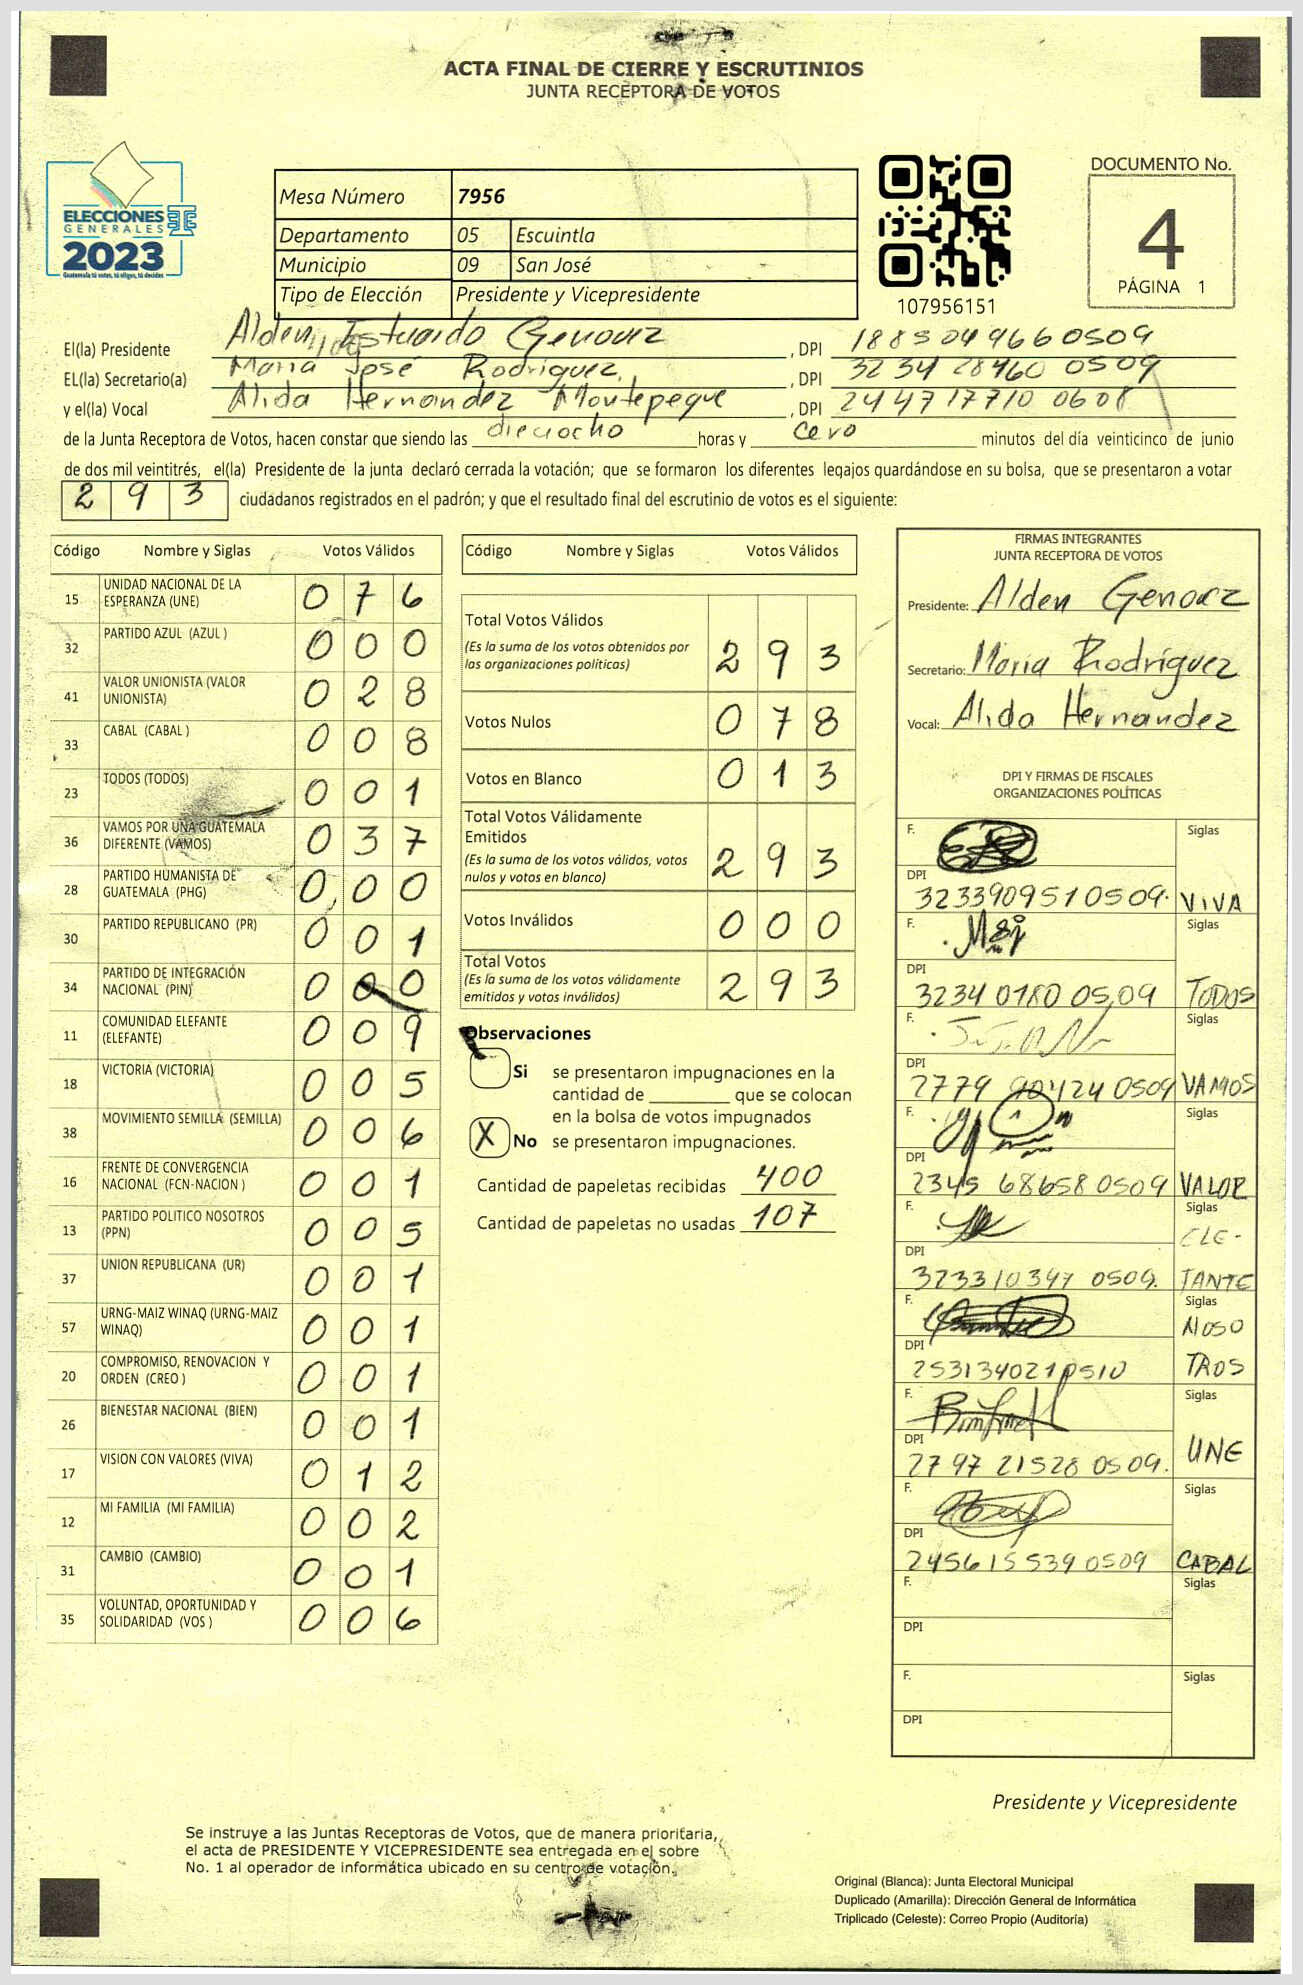 ACTA FINAL DE CIERRE Y ESCRUTINIOS
JUNTA RECEPTORA DE VOTOS
ELECCIONES
GENERALES
2023
Guatemala tú votas, tú eliges, tú decides
Mesa Número 7956
Departamento 05 Escuintla
Municipio 09 San José
Tipo de Elección Presidente y Vicepresidente
107956151
DOCUMENTO No.
4
PÁGINA 1
El(la) Presidente Alden Estuardo Genoez, DPI 1885049660509
EL(la) Secretario(a) Maria José Rodriguez, DPI 3234 28460 0509
y el(la) Vocal Alida Hernandez Montepeque, DPI 244717710 0608
de la Junta Receptora de Votos, hacen constar que siendo las dieciocho horas y cero minutos del día veinticinco de junio
de dos mil veintitrés, el(la) Presidente de la junta declaró cerrada la votación; que se formaron los diferentes legajos guardándose en su bolsa, que se presentaron a votar
293 ciudadanos registrados en el padrón; y que el resultado final del escrutinio de votos es el siguiente:
Código Nombre y Siglas Votos Válidos
15 UNIDAD NACIONAL DE LA ESPERANZA (UNE) 0 7 6
32 PARTIDO AZUL (AZUL ) 0 0 0
41 VALOR UNIONISTA (VALOR UNIONISTA) 0 2 8
33 CABAL (CABAL ) 0 0 8
23 TODOS (TODOS) 0 0 1
36 VAMOS POR UNA GUATEMALA DIFERENTE (VAMOS) 0 3 7
28 PARTIDO HUMANISTA DE GUATEMALA (PHG) 0 0 0
30 PARTIDO REPUBLICANO (PR) 0 0 1
34 PARTIDO DE INTEGRACIÓN NACIONAL (PIN) 0 0 0
11 COMUNIDAD ELEFANTE (ELEFANTE) 0 0 9
18 VICTORIA (VICTORIA) 0 0 5
38 MOVIMIENTO SEMILLA (SEMILLA) 0 0 6
16 FRENTE DE CONVERGENCIA NACIONAL (FCN-NACION ) 0 0 1
13 PARTIDO POLITICO NOSOTROS (PPN) 0 0 5
37 UNION REPUBLICANA (UR) 0 0 1
57 URNG-MAIZ WINAQ (URNG-MAIZ WINAQ) 0 0 1
20 COMPROMISO, RENOVACION Y ORDEN (CREO ) 0 0 1
26 BIENESTAR NACIONAL (BIEN) 0 0 1
17 VISION CON VALORES (VIVA) 0 1 2
12 MI FAMILIA (MI FAMILIA) 0 0 2
31 CAMBIO (CAMBIO) 0 0 1
35 VOLUNTAD, OPORTUNIDAD Y SOLIDARIDAD (VOS ) 0 0 6
Código Nombre y Siglas Votos Válidos
Total Votos Válidos
(Es la suma de los votos obtenidos por
las organizaciones políticas) 2 9 3
Votos Nulos 0 7 8
Votos en Blanco 0 1 3
Total Votos Válidamente
Emitidos
(Es la suma de los votos válidos, votos
nulos y votos en blanco) 2 9 3
Votos Inválidos 0 0 0
Total Votos
(Es la suma de los votos válidamente
emitidos y votos inválidos) 2 9 3
Observaciones
Si se presentaron impugnaciones en la
cantidad de ________ que se colocan
en la bolsa de votos impugnados
X No se presentaron impugnaciones.
Cantidad de papeletas recibidas 400
Cantidad de papeletas no usadas 107
FIRMAS INTEGRANTES
JUNTA RECEPTORA DE VOTOS
Presidente: Alden Genoez
Secretario: Maria Rodriguez
Vocal: Alida Hernandez
DPI Y FIRMAS DE FISCALES
ORGANIZACIONES POLÍTICAS
F. Siglas
DPI
3233909510509. VIVA
F. Siglas
DPI
3234 0180 0509 TODOS
F. Siglas
DPI
2779 90424 0509 VAMOS
F. Siglas
DPI
2345 68658 0509 VALOR
F. Siglas
DPI
323310347 0509. ELE-
FANTE
F. Siglas
NOSO
DPI
2531340210510 TROS
F. Siglas
DPI
2797 21528 0509. UNE
F. Siglas
DPI
245615539 0509 CABAL
F. Siglas
DPI
F. Siglas
DPI
Presidente y Vicepresidente
Se instruye a las Juntas Receptoras de Votos, que de manera prioritaria,
el acta de PRESIDENTE Y VICEPRESIDENTE sea entregada en el sobre
No. 1 al operador de informática ubicado en su centro de votación.
Original (Blanca): Junta Electoral Municipal
Duplicado (Amarilla): Dirección General de Informática
Triplicado (Celeste): Correo Propio (Auditoría)